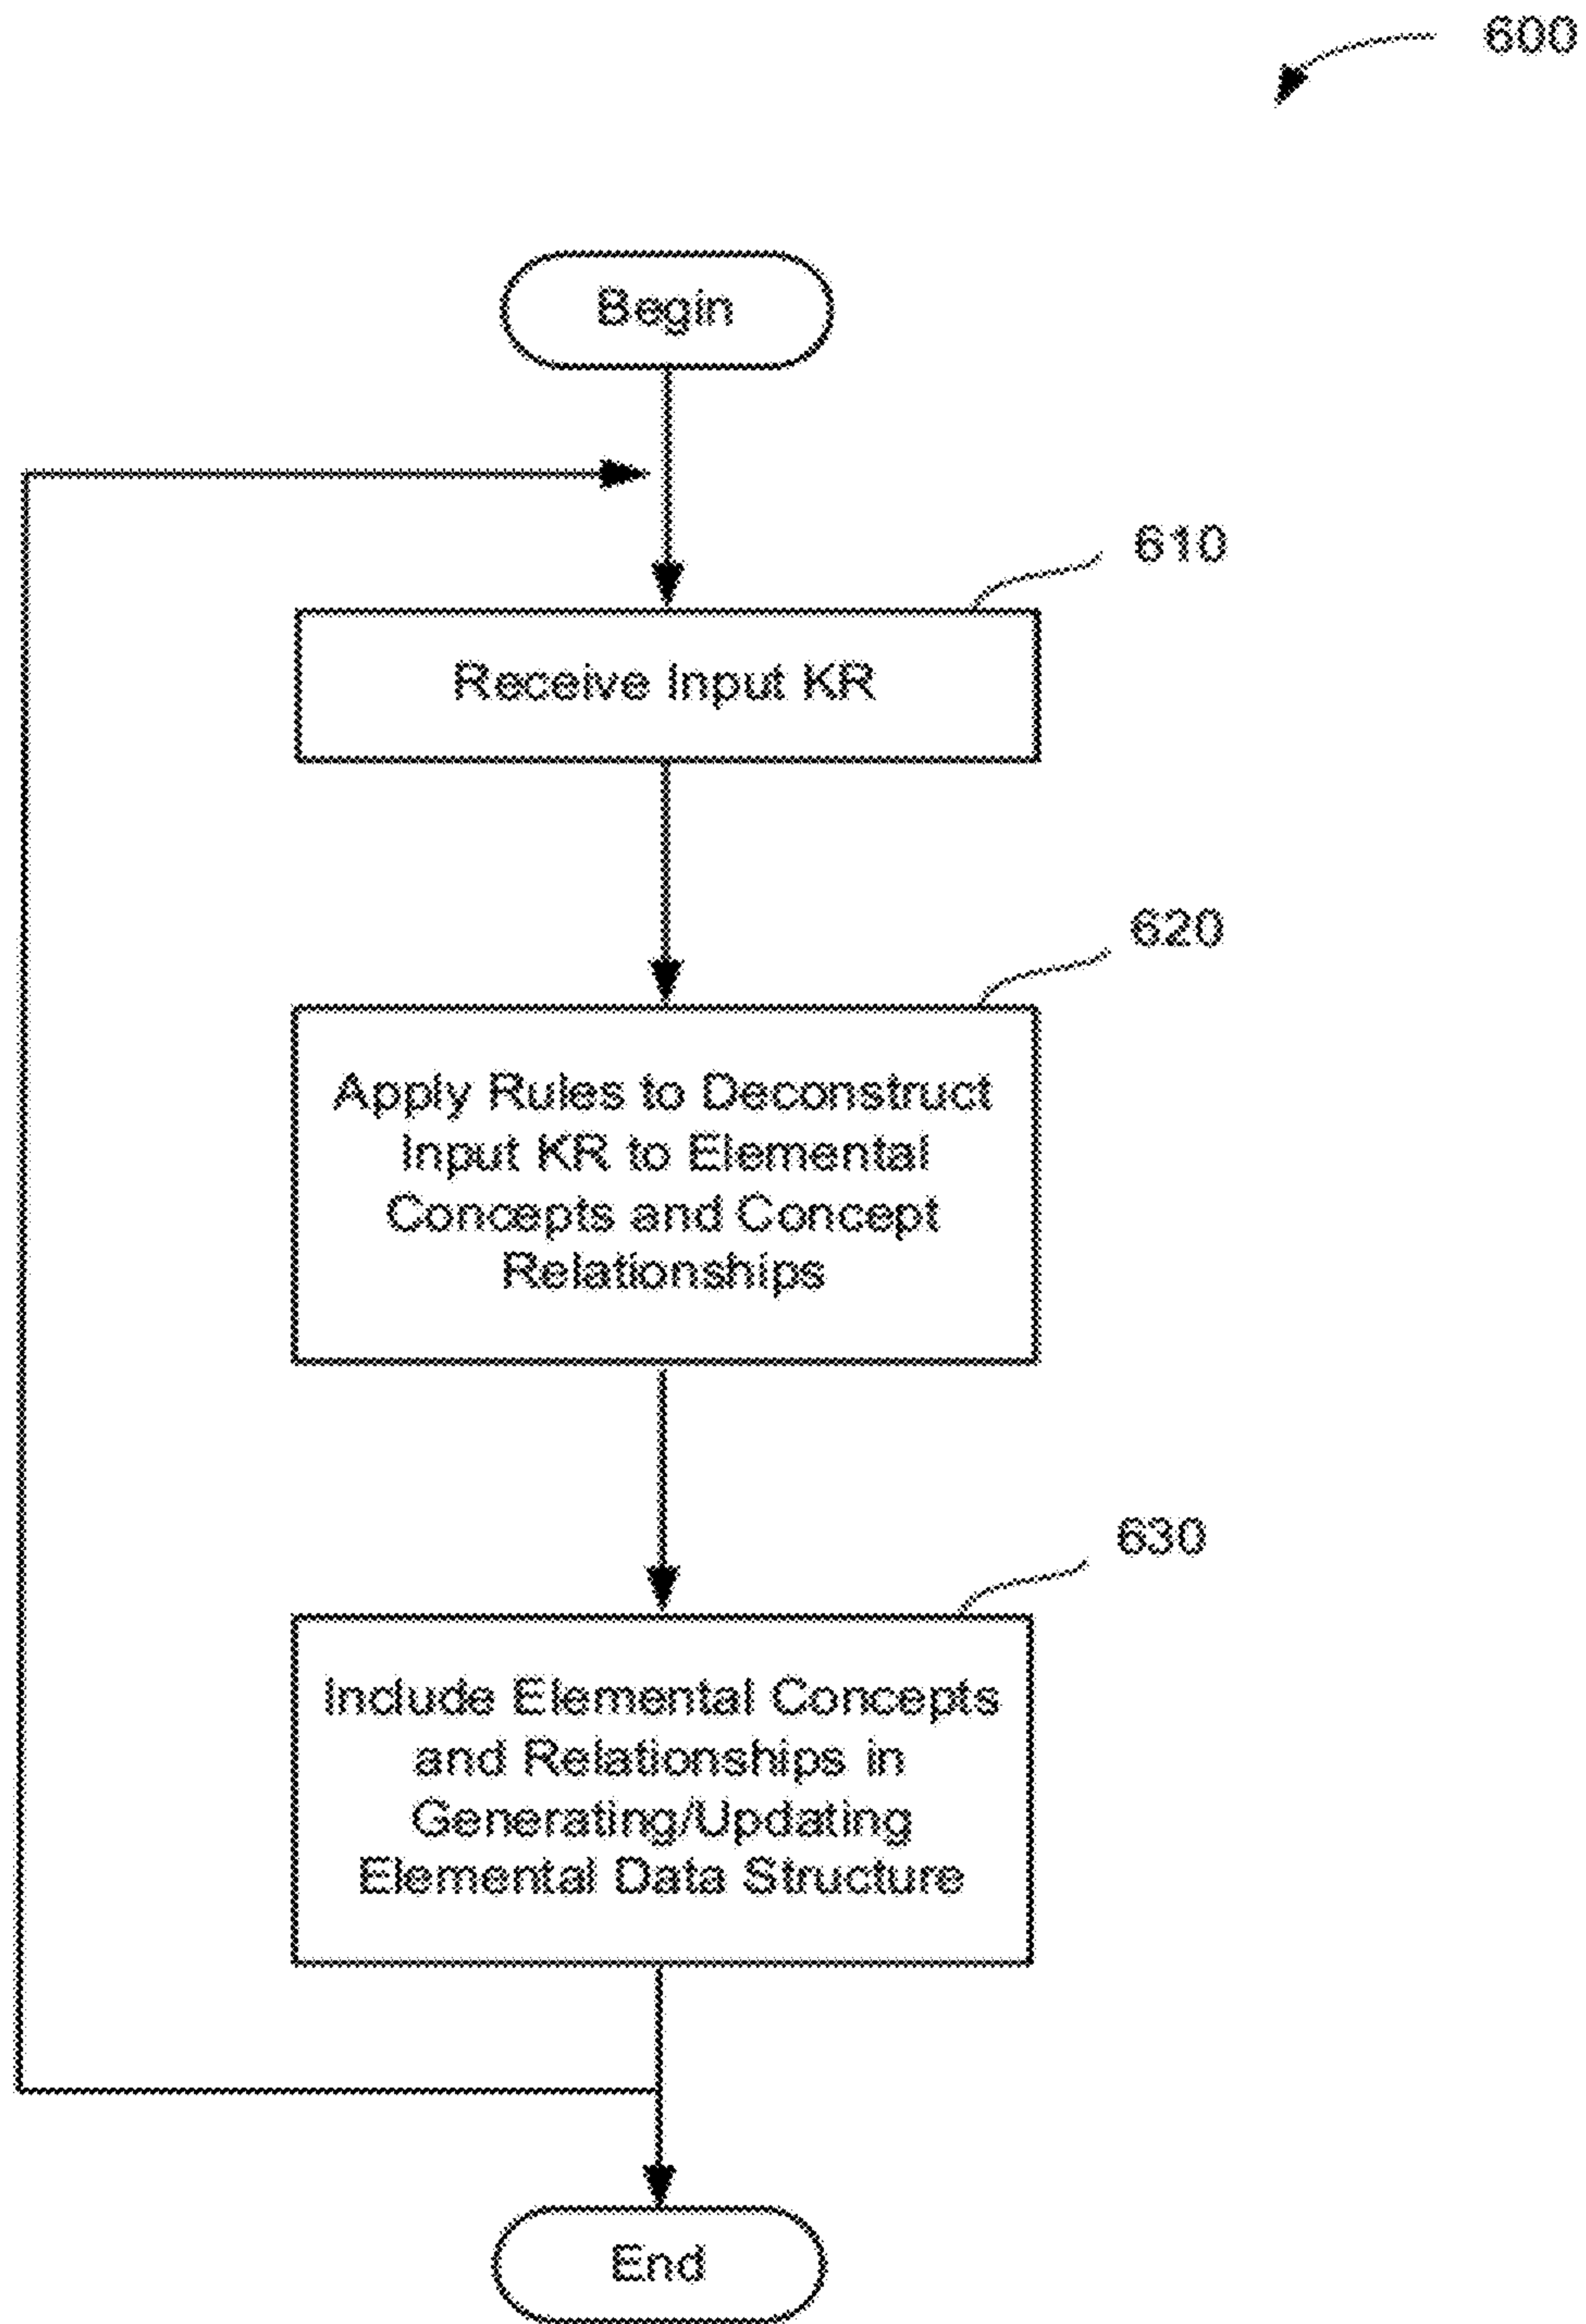 600
Begin
610
Receive Input KR
620
Apply Rules to Deconstruct
Input KR to Elemental
Concepts and Concept
Relationships
630
Include Elemental Concepts
and Relationships in
Generating/Updating
Elemental Data Structure
End